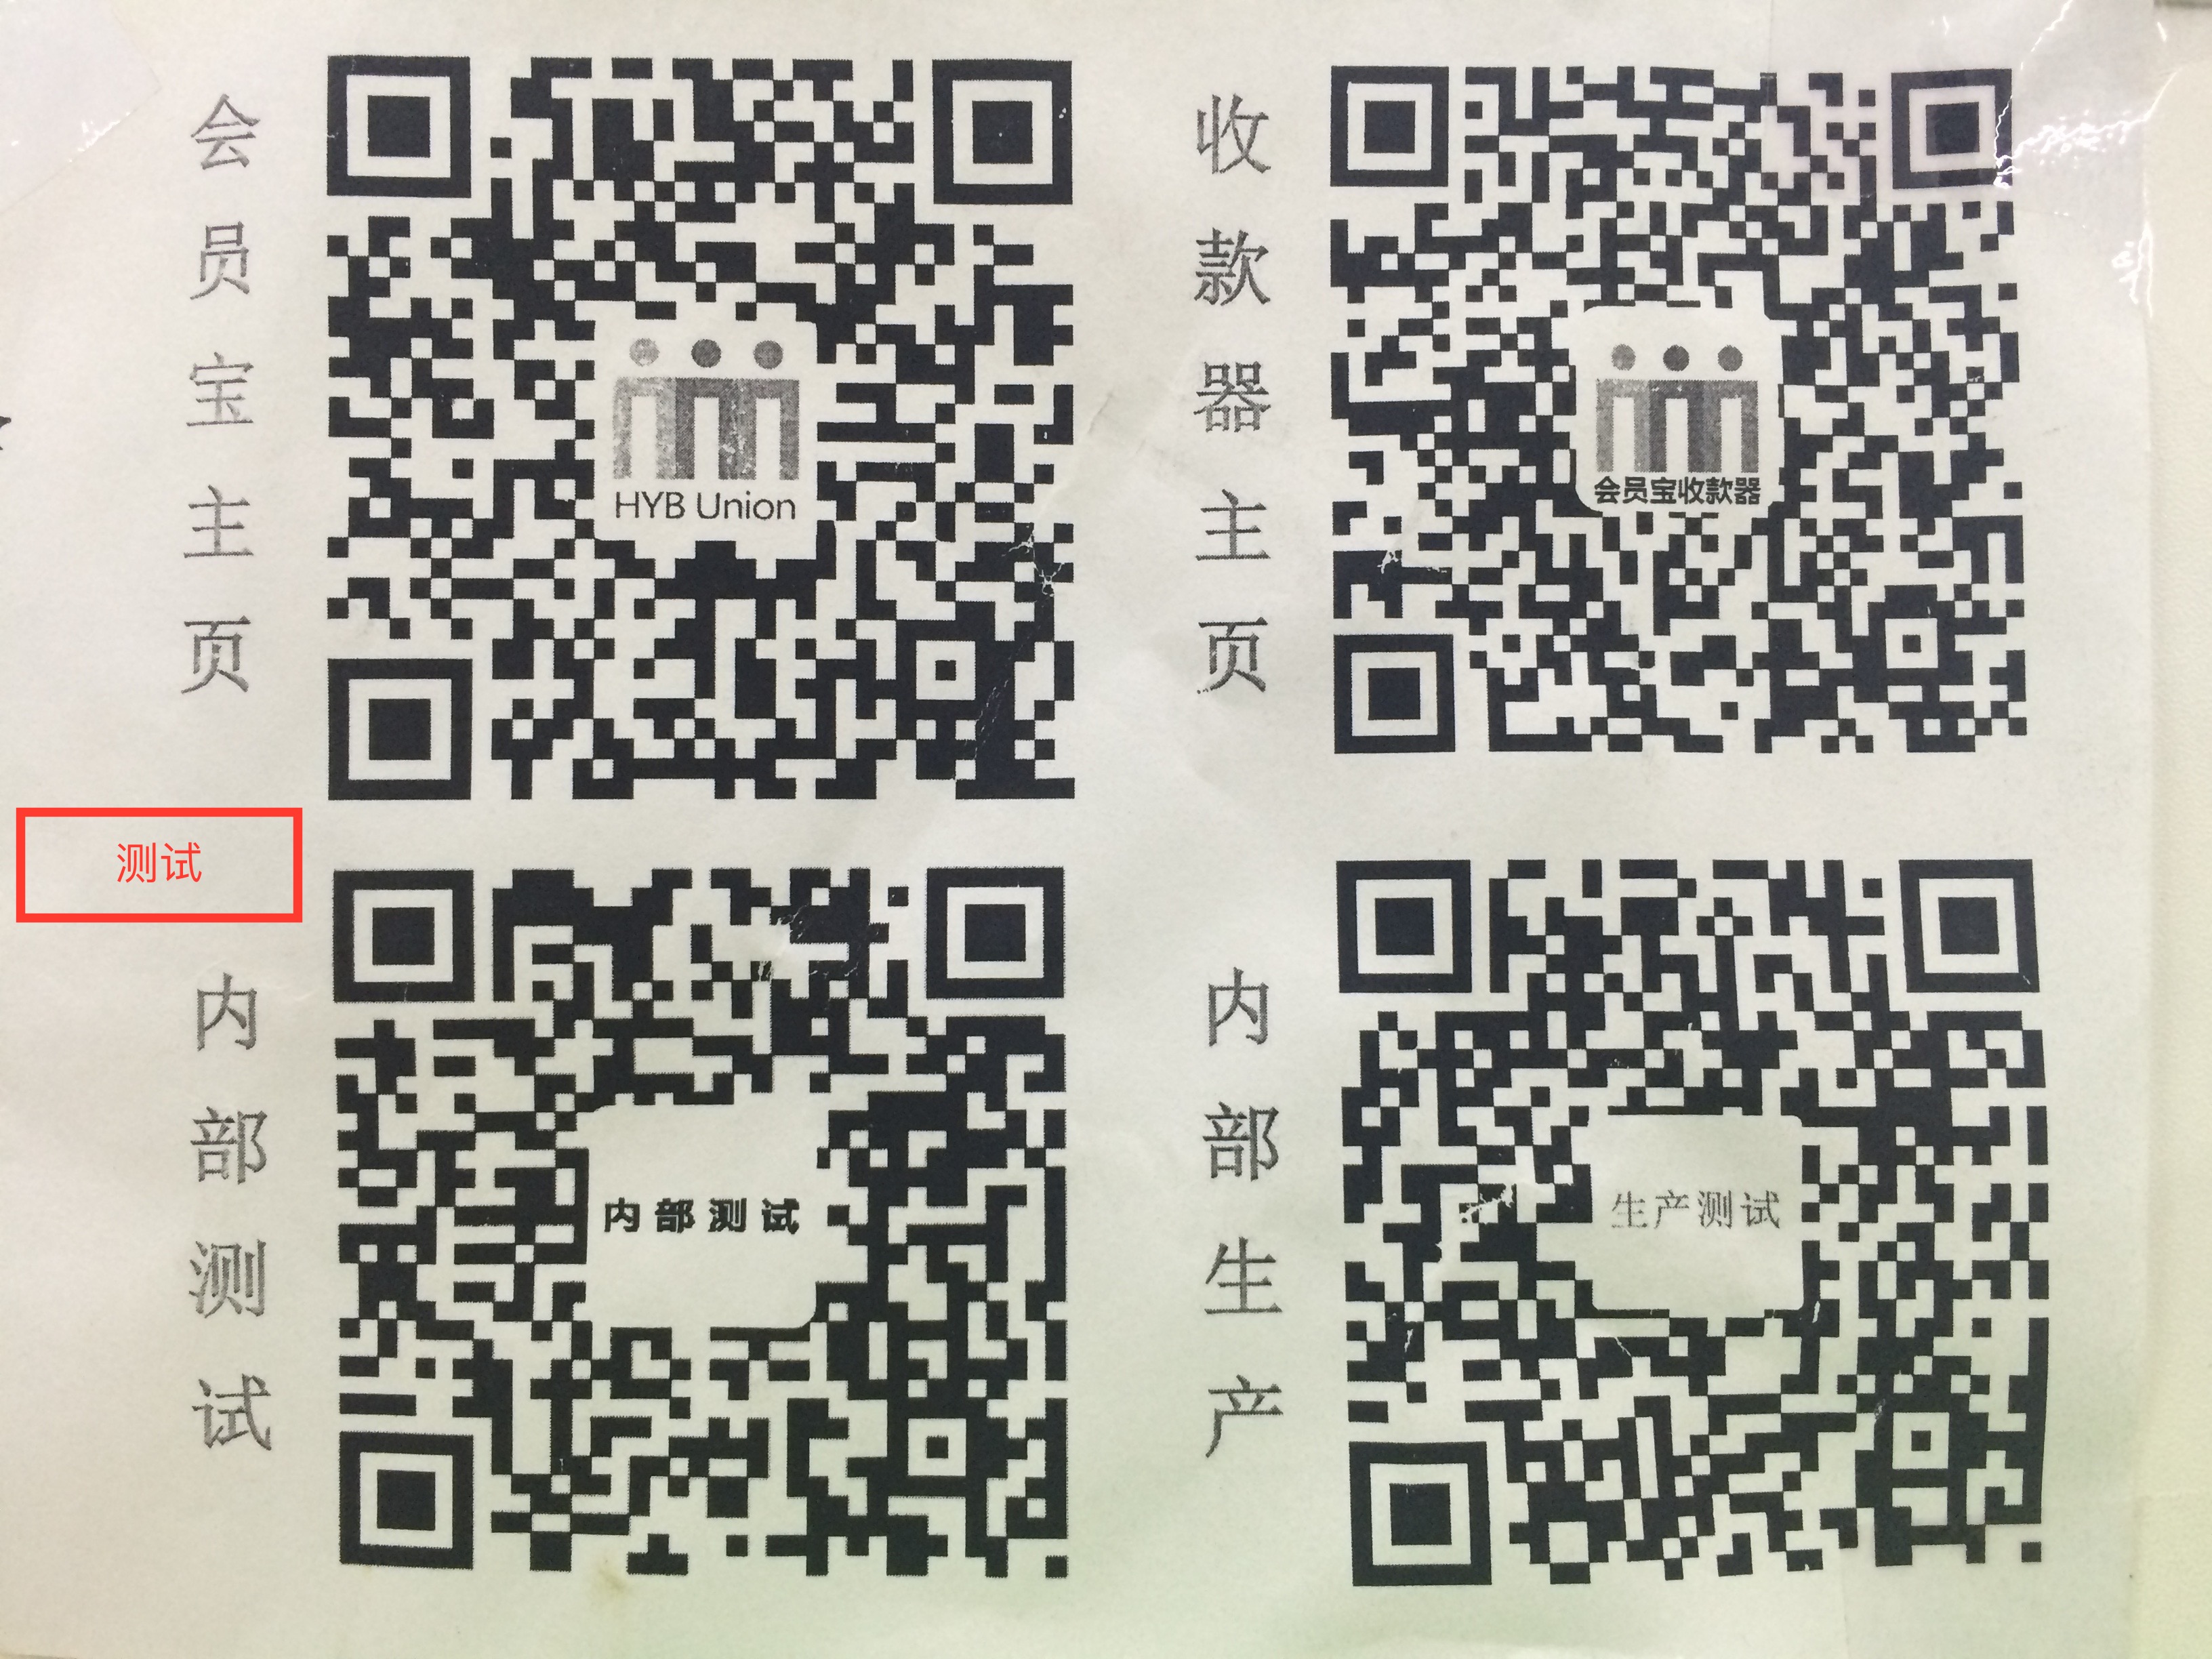 会员宝主页
HYB Union
收款器主页
会员宝收款器
测试
内部测试
内部测试
内部生产
生产测试